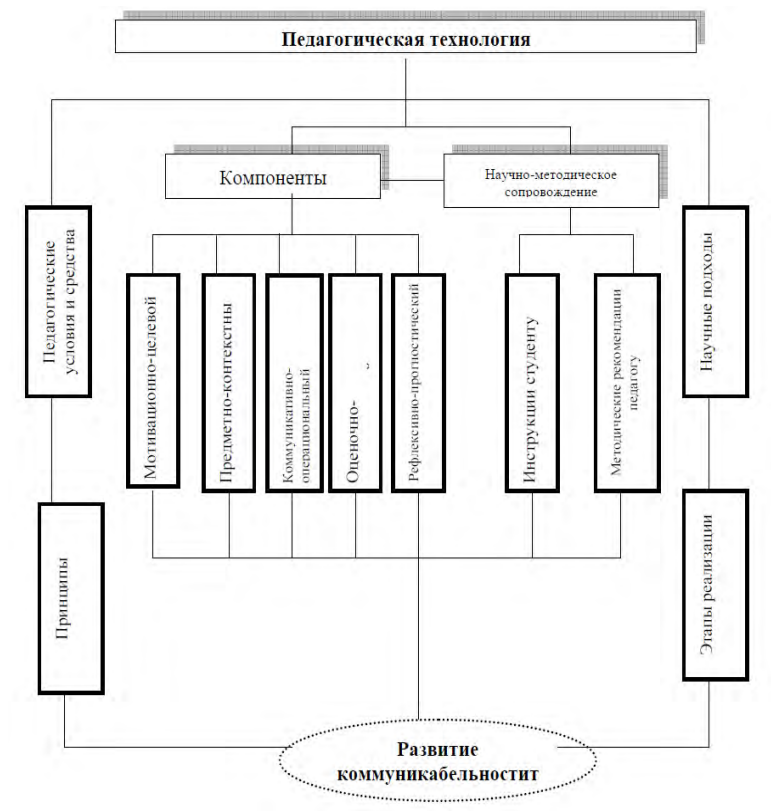 Педагогическая технология
Компоненты
Научно-методическое
сопровождение
Педагогические
условия и средства
Научные подходы
Мотивационно-целевой
Предметно-контекстны
Коммуникативно-
операциональный
Оценочно-
Рефлексивно-прогностический
Инструкции студенту
Методические рекомендации
педагогу
Принципы
Этапы реализации
Развитие
коммуникабельностит